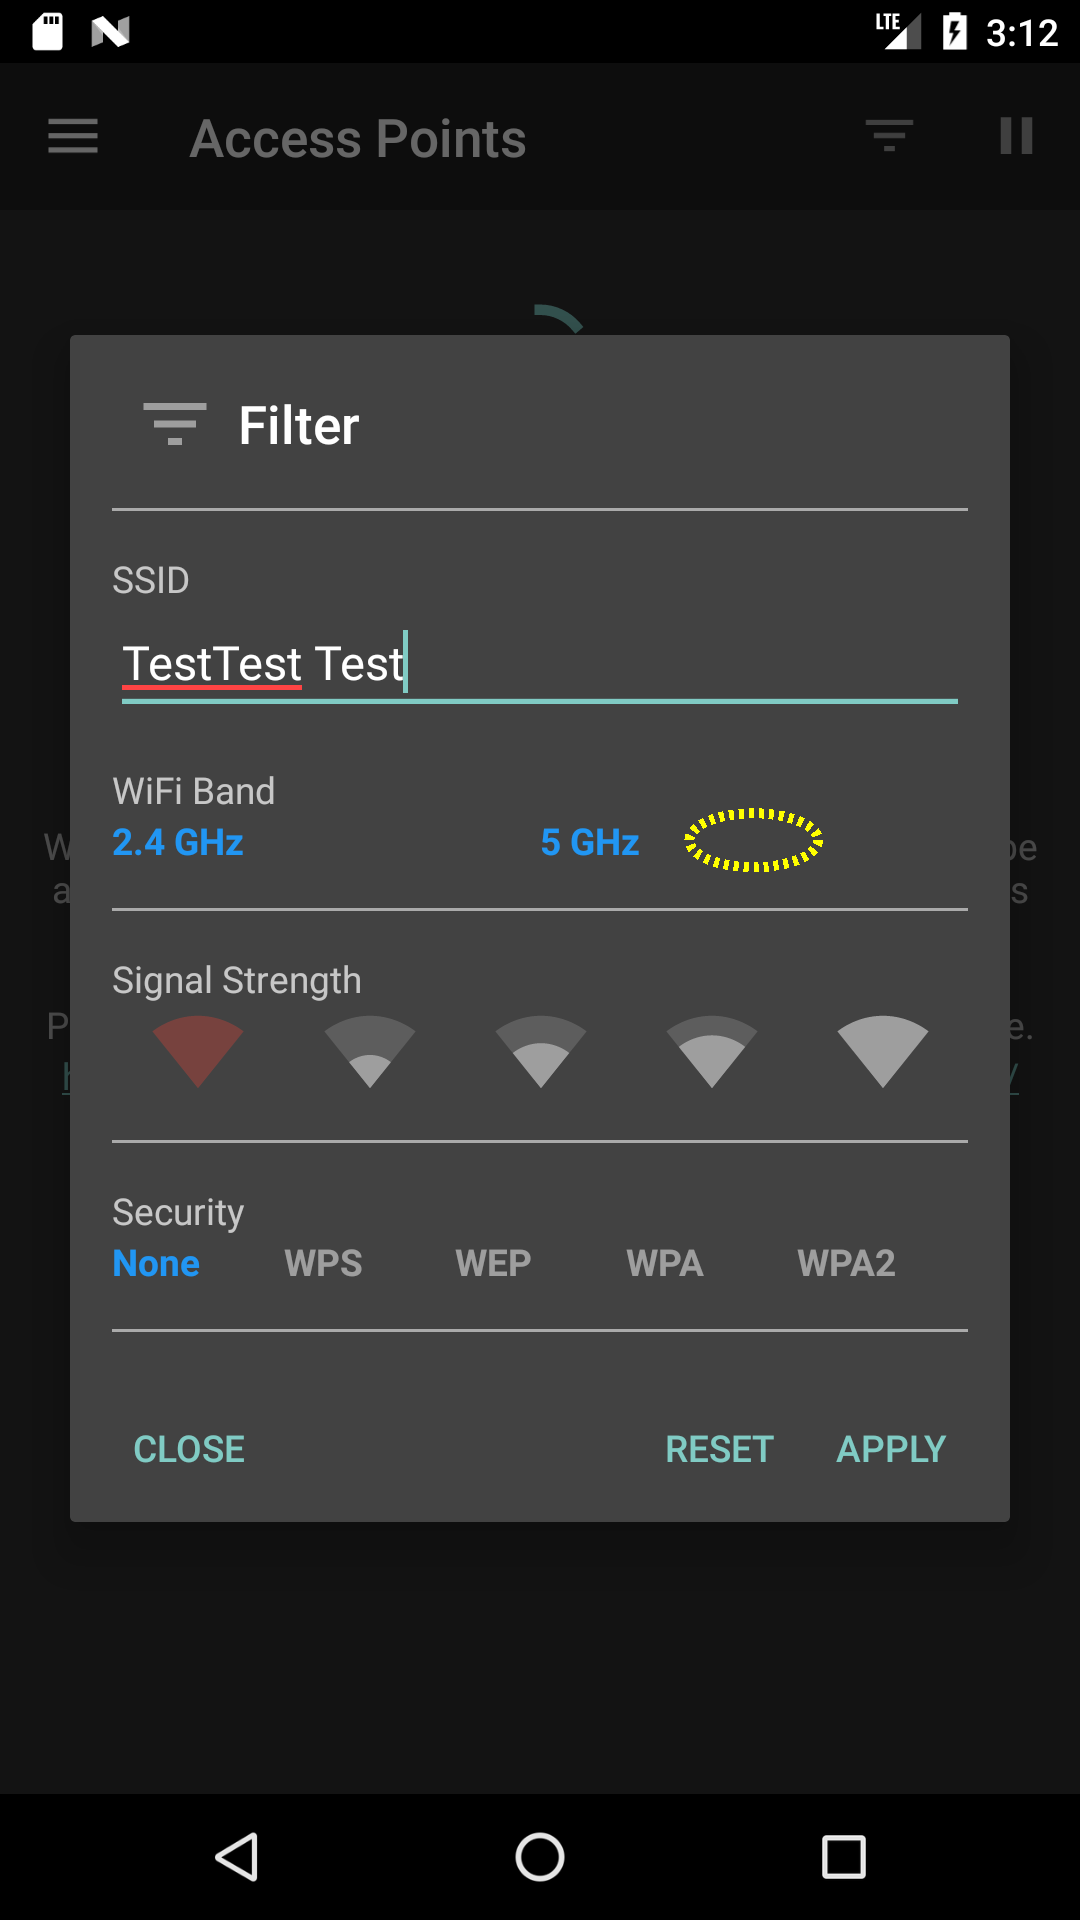 LTE 3:12
Access Points
Filter
SSID
TestTest Test
WiFi Band
2.4 GHz 5 GHz
Signal Strength
Security
None WPS WEP WPA WPA2
CLOSE RESET APPLY